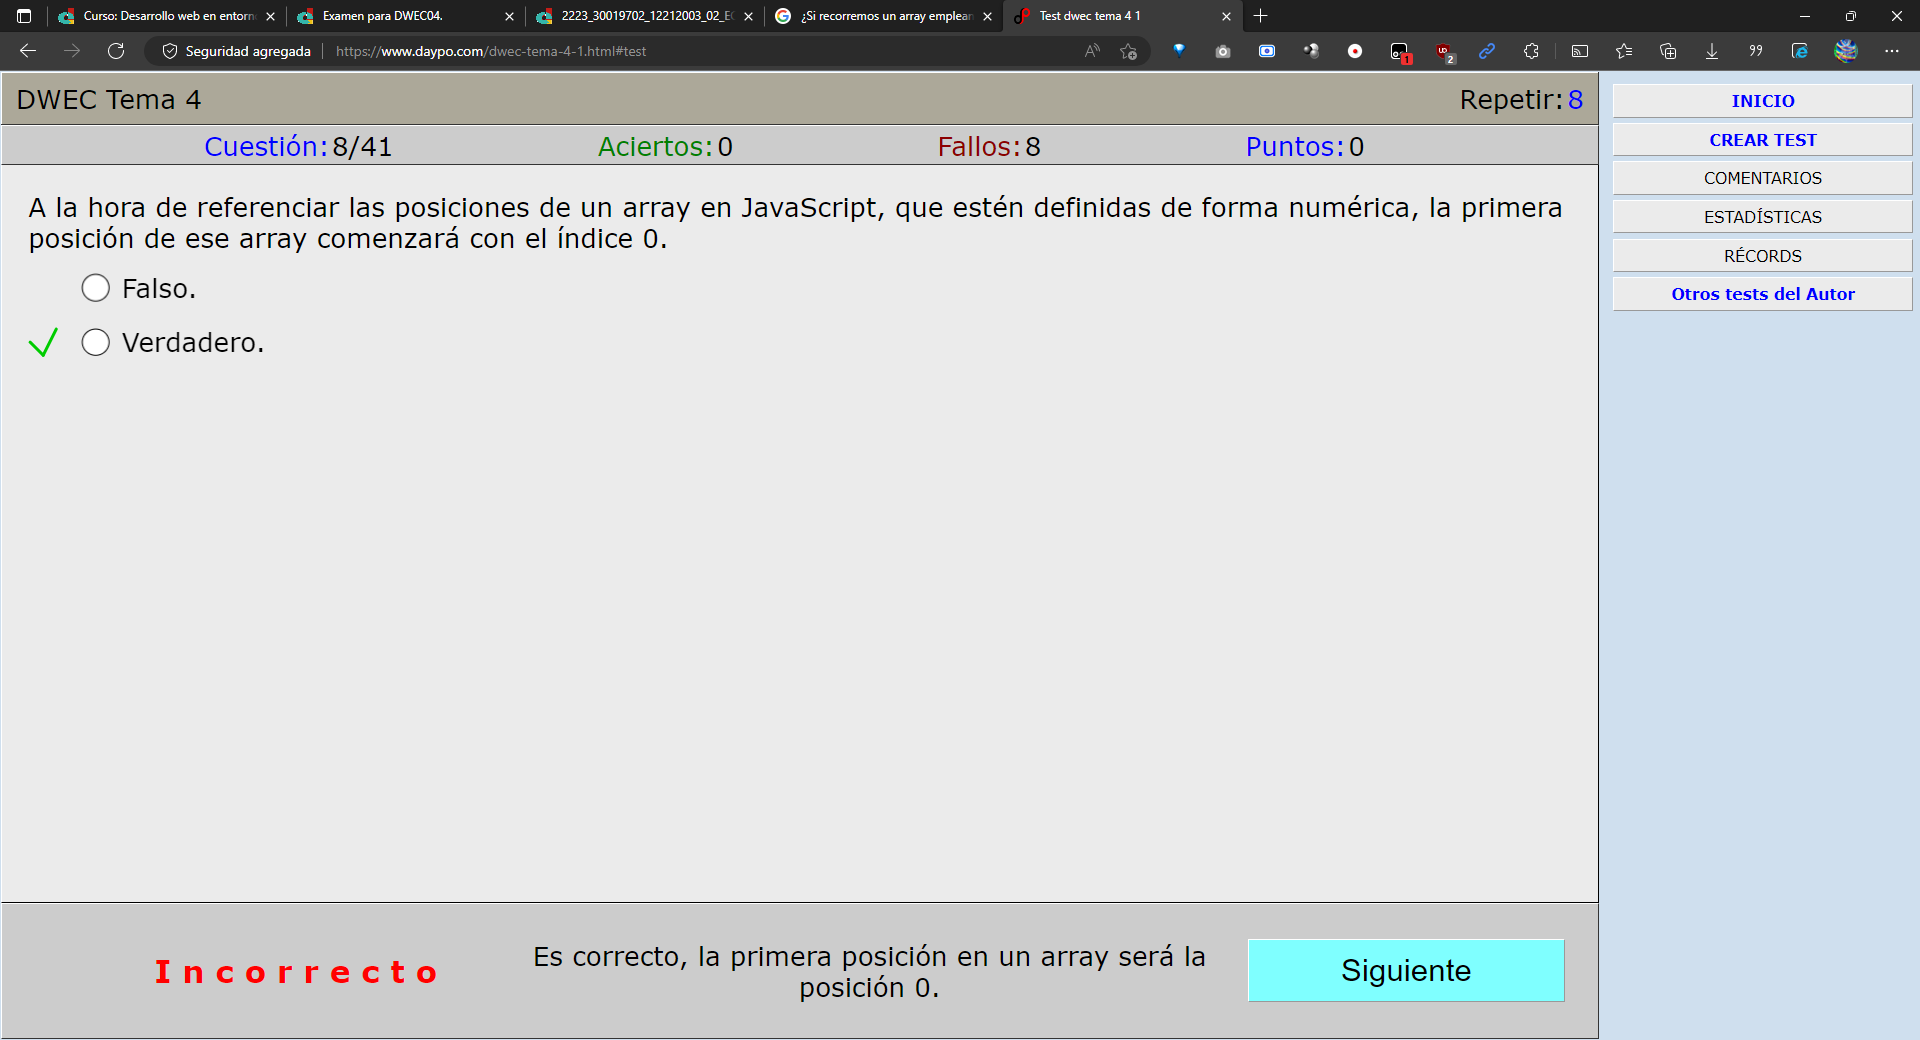 Curso: Desarrollo web en entorn
Examen para DWEC04.
2223_30019702_12212003_02_EC
¿Si recorremos un array emplean
Test dwec tema 4 1
Seguridad agregada
https://www.daypo.com/dwec-tema-4-1.html#test
1
2
DWEC Tema 4
Repetir: 8
Cuestión: 8/41
Aciertos: 0
Fallos: 8
Puntos: 0
A la hora de referenciar las posiciones de un array en JavaScript, que estén definidas de forma numérica, la primera
posición de ese array comenzará con el índice 0.
Falso.
Verdadero.
Incorrecto
Es correcto, la primera posición en un array será la
posición 0.
Siguiente
INICIO
CREAR TEST
COMENTARIOS
ESTADÍSTICAS
RÉCORDS
Otros tests del Autor